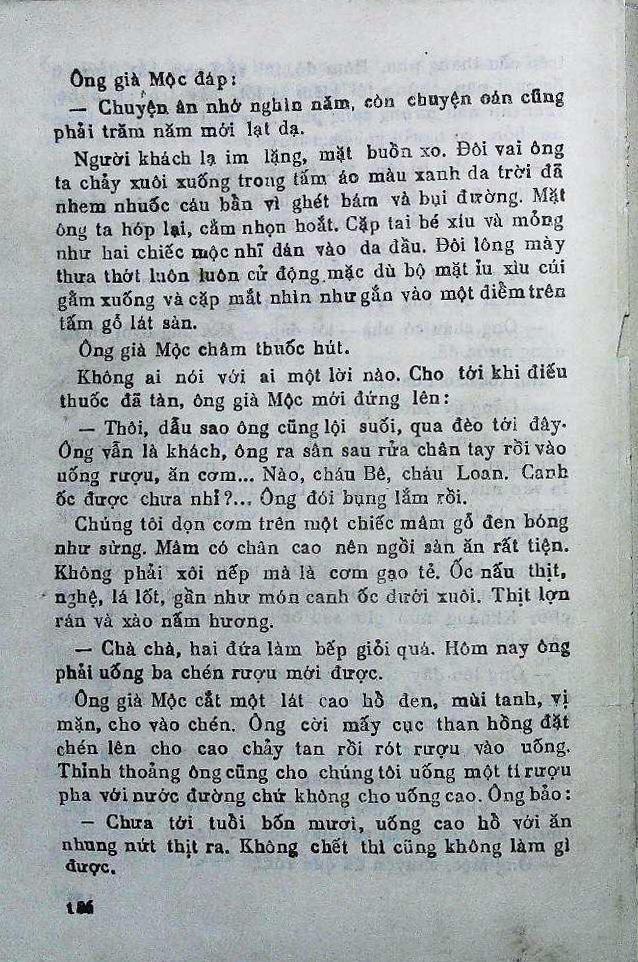 Ông già Mộc đáp:
— Chuyện ân nhớ nghìn năm, còn chuyện oán cũng
phải trăm năm mới lạt dạ.
Người khách lạ im lặng, mặt buồn xo. Đôi vai ông
ta chảy xuôi xuống trong tấm áo màu xanh da trời đã
nhem nhuốc cáu bẩn vì ghét bám và bụi đường. Mặt
ông ta hóp lại, cằm nhọn hoắt. Cặp tai bé xíu và mỏng
như hai chiếc mộc nhĩ dán vào da đầu. Đôi lông mày
thưa thớt luôn luôn cử động mặc dù bộ mặt ỉu xìu cúi
gằm xuống và cặp mắt nhìn như gắn vào một điểm trên
tấm gỗ lát sàn.
Ông già Mộc châm thuốc hút.
Không ai nói với ai một lời nào. Cho tới khi điếu
thuốc đã tàn, ông già Mộc mới đứng lên:
— Thôi, dẫu sao ông cũng lội suối, qua đèo tới đây.
Ông vẫn là khách, ông ra sân sau rửa chân tay rồi vào
uống rượu, ăn cơm... Nào, cháu Bê, cháu Loan. Canh
ốc được chưa nhỉ?... Ông đói bụng lắm rồi.
Chúng tôi dọn cơm trên một chiếc mâm gỗ đen bóng
như sừng. Mâm có chân cao nên ngồi sàn ăn rất tiện.
Không phải xôi nếp mà là cơm gạo tẻ. Ốc nấu thịt,
nghệ, lá lốt, gần như món canh ốc dưới xuôi. Thịt lợn
rán và xào nấm hương.
— Chà chà, hai đứa làm bếp giỏi quá. Hôm nay ông
phải uống ba chén rượu mới được.
Ông già Mộc cắt một lát cao hổ đen, mùi tanh, vị
mặn, cho vào chén. Ông cời mấy cục than hồng đặt
chén lên cho cao chảy tan rồi rót rượu vào uống.
Thỉnh thoảng ông cũng cho chúng tôi uống một tí rượu
pha với nước đường chứ không cho uống cao. Ông bảo:
— Chưa tới tuổi bốn mươi, uống cao hổ với ăn
nhung nứt thịt ra. Không chết thì cũng không làm gì
được.